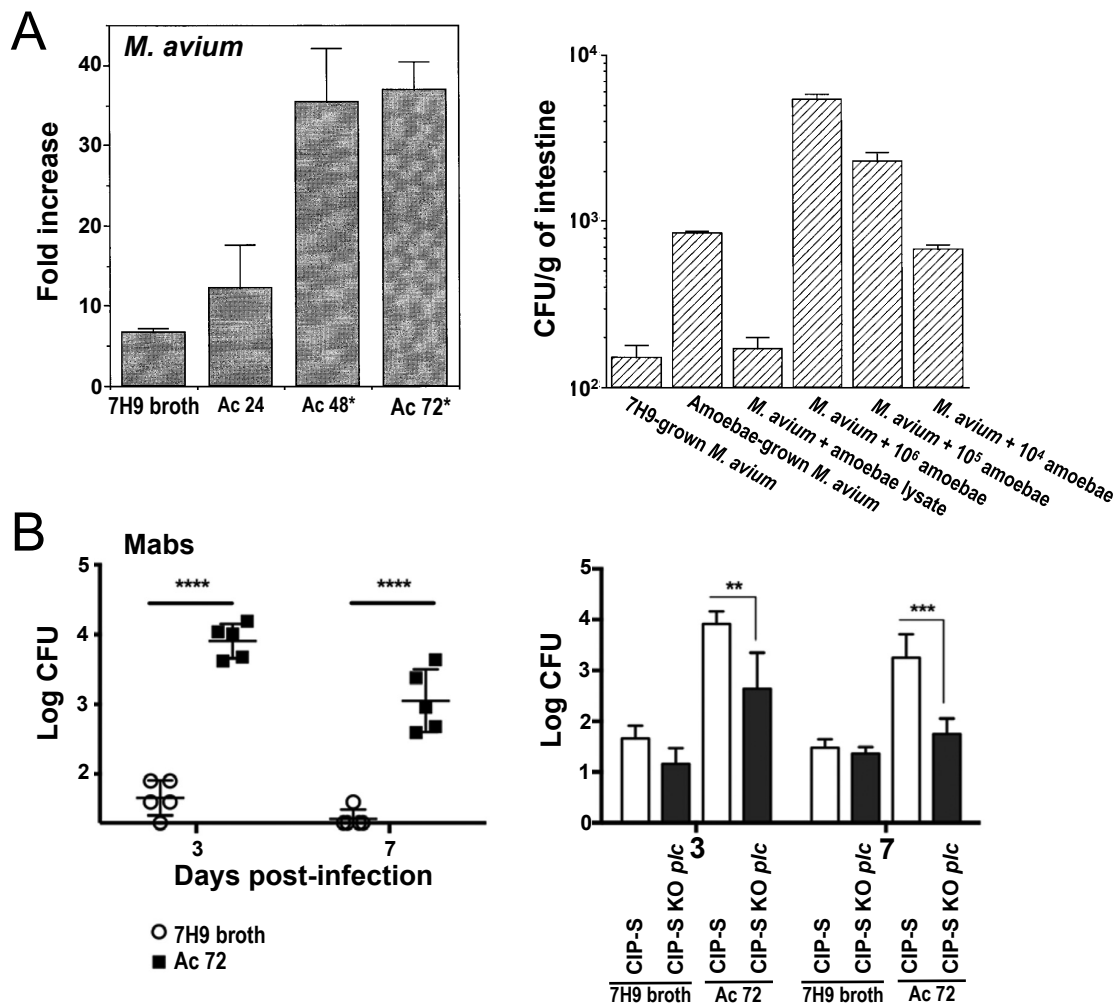 A
M. avium
Fold increase
40
30
20
10
0
7H9 broth
Ac 24
Ac 48*
Ac 72*
CFU/g of intestine
10⁴
10³
10²
7H9-grown M. avium
Amoebae-grown M. avium
M. avium + amoebae lysate
M. avium + 10⁶ amoebae
M. avium + 10⁵ amoebae
M. avium + 10⁴ amoebae
B
Mabs
Log CFU
5
4
3
2
****
****
3
7
Days post-infection
7H9 broth
Ac 72
Log CFU
5
4
3
2
1
0
**
***
3
7
CIP-S
CIP-S KO plc
CIP-S
CIP-S KO plc
CIP-S
CIP-S KO plc
CIP-S
CIP-S KO plc
7H9 broth
Ac 72
7H9 broth
Ac 72